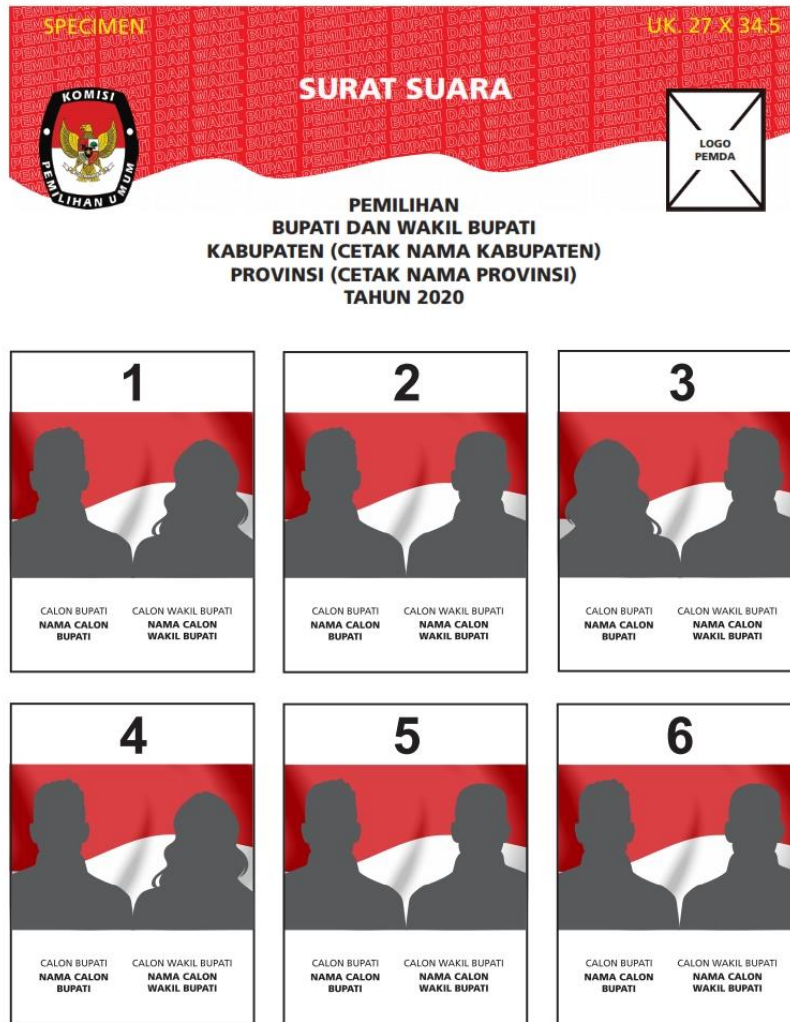 SPECIMEN
UK. 27 X 34.5
SURAT SUARA
KOMISI
PEMILIHAN UMUM
LOGO
PEMDA
PEMILIHAN
BUPATI DAN WAKIL BUPATI
KABUPATEN (CETAK NAMA KABUPATEN)
PROVINSI (CETAK NAMA PROVINSI)
TAHUN 2020
1
CALON BUPATI
NAMA CALON
BUPATI
CALON WAKIL BUPATI
NAMA CALON
WAKIL BUPATI
2
CALON BUPATI
NAMA CALON
BUPATI
CALON WAKIL BUPATI
NAMA CALON
WAKIL BUPATI
3
CALON BUPATI
NAMA CALON
BUPATI
CALON WAKIL BUPATI
NAMA CALON
WAKIL BUPATI
4
CALON BUPATI
NAMA CALON
BUPATI
CALON WAKIL BUPATI
NAMA CALON
WAKIL BUPATI
5
CALON BUPATI
NAMA CALON
BUPATI
CALON WAKIL BUPATI
NAMA CALON
WAKIL BUPATI
6
CALON BUPATI
NAMA CALON
BUPATI
CALON WAKIL BUPATI
NAMA CALON
WAKIL BUPATI